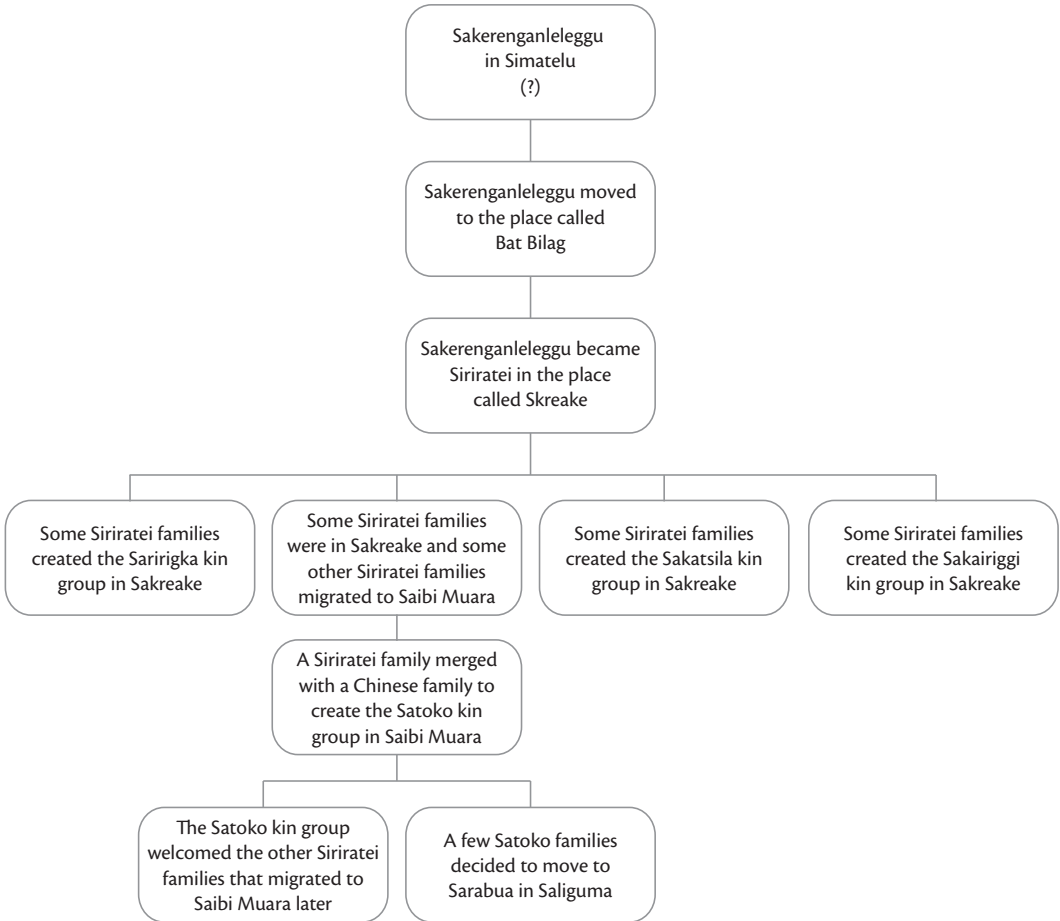 Sakerenganleleggu
in Simatelu
(?)
Sakerenganleleggu moved
to the place called
Bat Bilag
Sakerenganleleggu became
Siriratei in the place
called Skreake
Some Siriratei families
created the Saririgka kin
group in Sakreake
Some Siriratei families
were in Sakreake and some
other Siriratei families
migrated to Saibi Muara
Some Siriratei families
created the Sakatsila kin
group in Sakreake
Some Siriratei families
created the Sakairiggi
kin group in Sakreake
A Siriratei family merged
with a Chinese family to
create the Satoko kin
group in Saibi Muara
The Satoko kin group
welcomed the other Siriratei
families that migrated to
Saibi Muara later
A few Satoko families
decided to move to
Sarabua in Saliguma